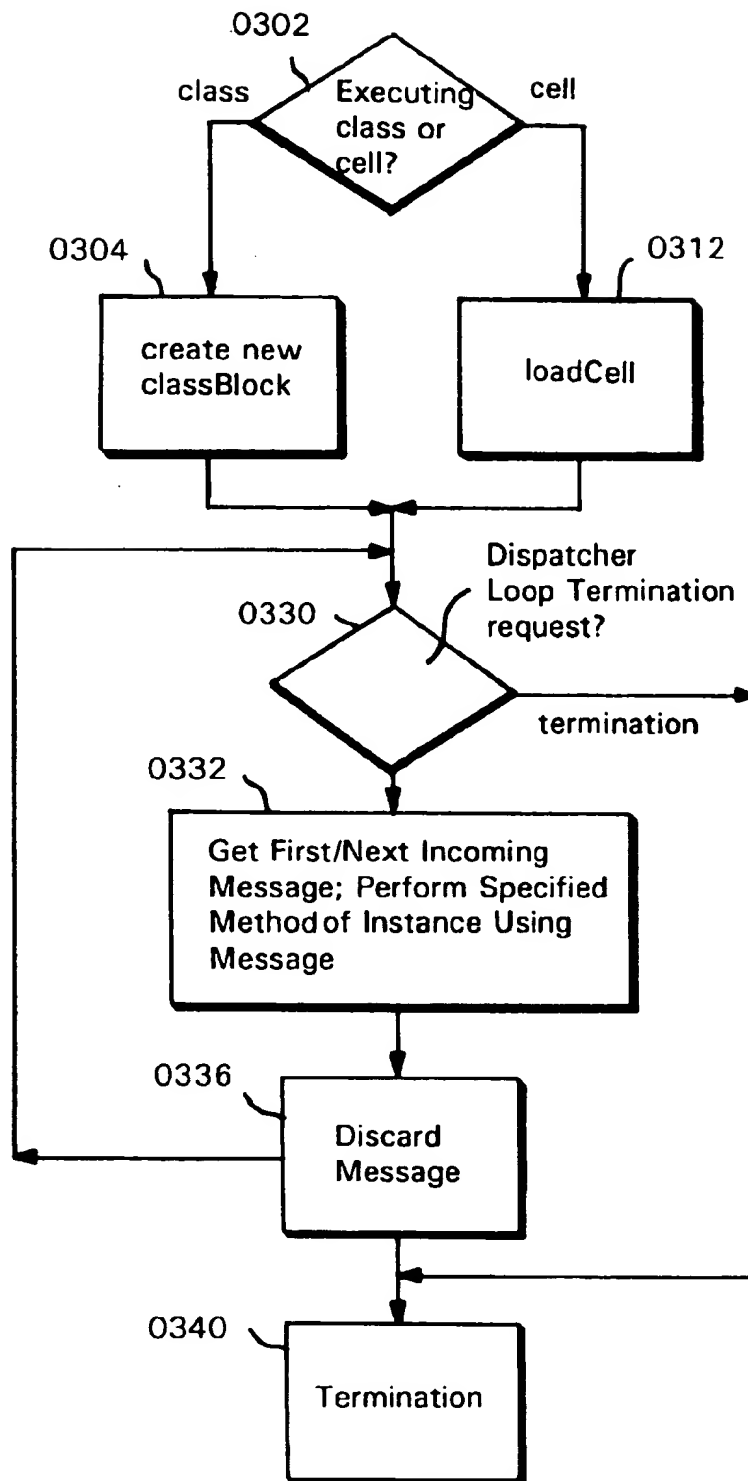 0302
class
Executing
class or
cell?
cell
0304
0312
create new
classBlock
loadCell
Dispatcher
Loop Termination
request?
0330
termination
0332
Get First/Next Incoming
Message; Perform Specified
Method of Instance Using
Message
0336
Discard
Message
0340
Termination